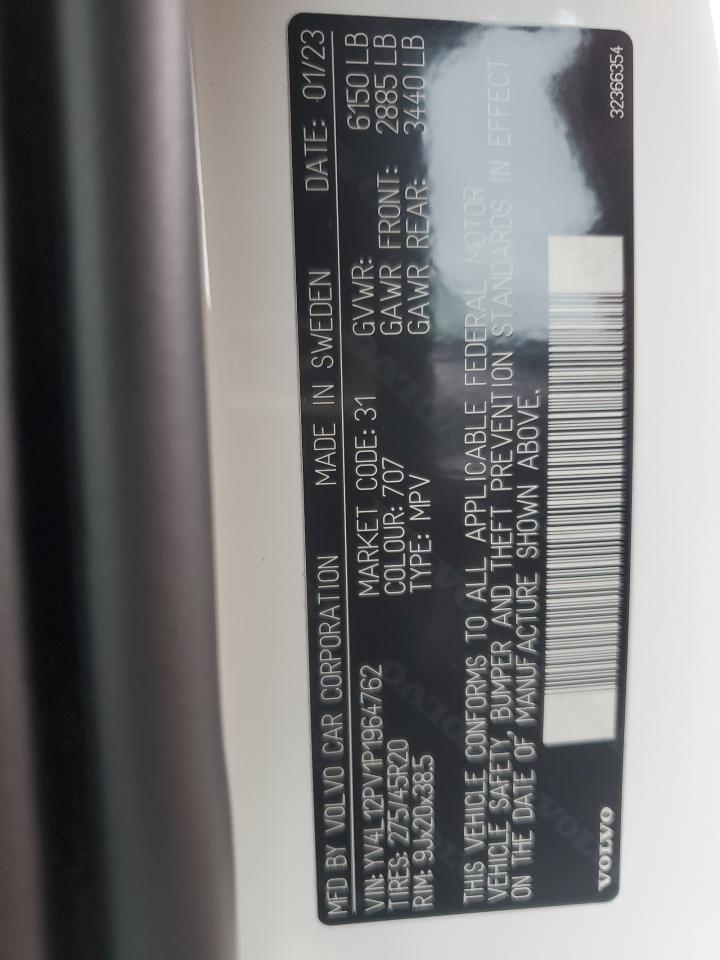 MFD BY VOLVO CAR CORPORATION MADE IN SWEDEN DATE: 01/23
VIN: YV4L12PV1P1964762 MARKET CODE: 31 GVWR: 6150 LB
TIRES: 275/45R20 COLOUR: 707 GAWR FRONT: 2885 LB
RIM: 9Jx20x38.5 TYPE: MPV GAWR REAR: 3440 LB
THIS VEHICLE CONFORMS TO ALL APPLICABLE FEDERAL MOTOR
VEHICLE SAFETY, BUMPER AND THEFT PREVENTION STANDARDS IN EFFECT
ON THE DATE OF MANUFACTURE SHOWN ABOVE.
VOLVO 32366354